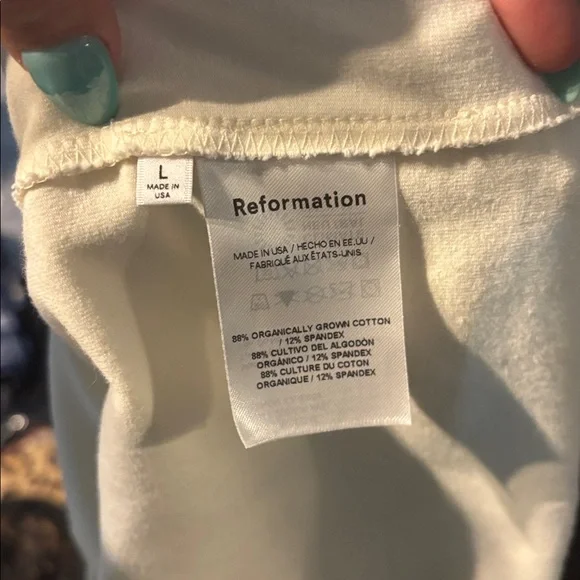 L
MADE IN
USA
Reformation
MADE IN USA / HECHO EN EE.UU /
FABRIQUÉ AUX ÉTATS-UNIS
88% ORGANICALLY GROWN COTTON
/ 12% SPANDEX
88% CULTIVO DEL ALGODÓN
ORGÁNICO / 12% SPANDEX
88% CULTURE DU COTON
ORGANIQUE / 12% SPANDEX